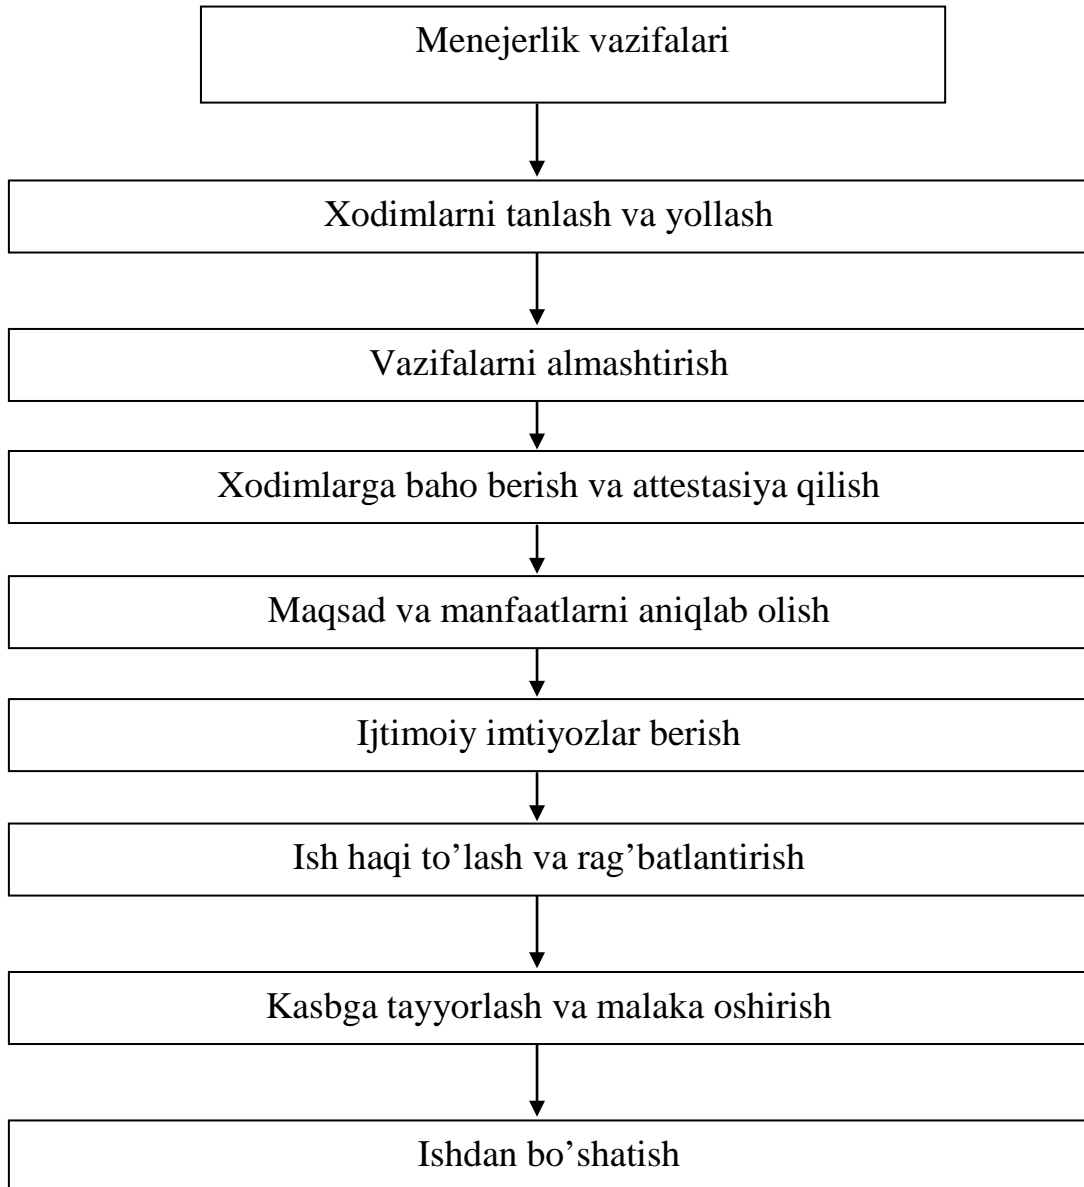 Menejerlik vazifalari
Xodimlarni tanlash va yollash
Vazifalarni almashtirish
Xodimlarga baho berish va attestasiya qilish
Maqsad va manfaatlarni aniqlab olish
Ijtimoiy imtiyozlar berish
Ish haqi to’lash va rag’batlantirish
Kasbga tayyorlash va malaka oshirish
Ishdan bo’shatish